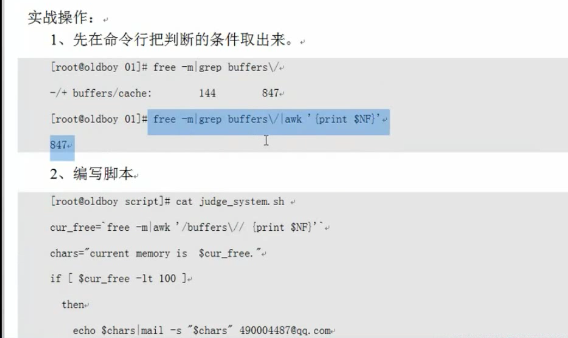 实战操作：
1、先在命令行把判断的条件取出来。
[root@oldboy 01]# free -m|grep buffers\/
-/+ buffers/cache: 144 847
[root@oldboy 01]# free -m|grep buffers\/|awk '{print $NF}'
847
2、编写脚本
[root@oldboy script]# cat judge_system.sh
cur_free=`free -m|awk '/buffers\// {print $NF}'`
chars="current memory is $cur_free."
if [ $cur_free -lt 100 ]
then
echo $chars|mail -s "$chars" 490004487@qq.com